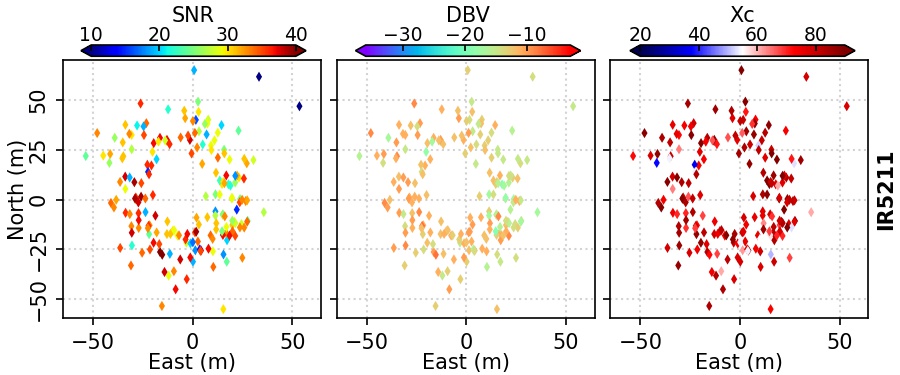 SNR DBV Xc
10 20 30 40 −30 −20 −10 20 40 60 80
50
25
0
−25
−50
North (m)
IR5211
−50 0 50 −50 0 50 −50 0 50
East (m) East (m) East (m)